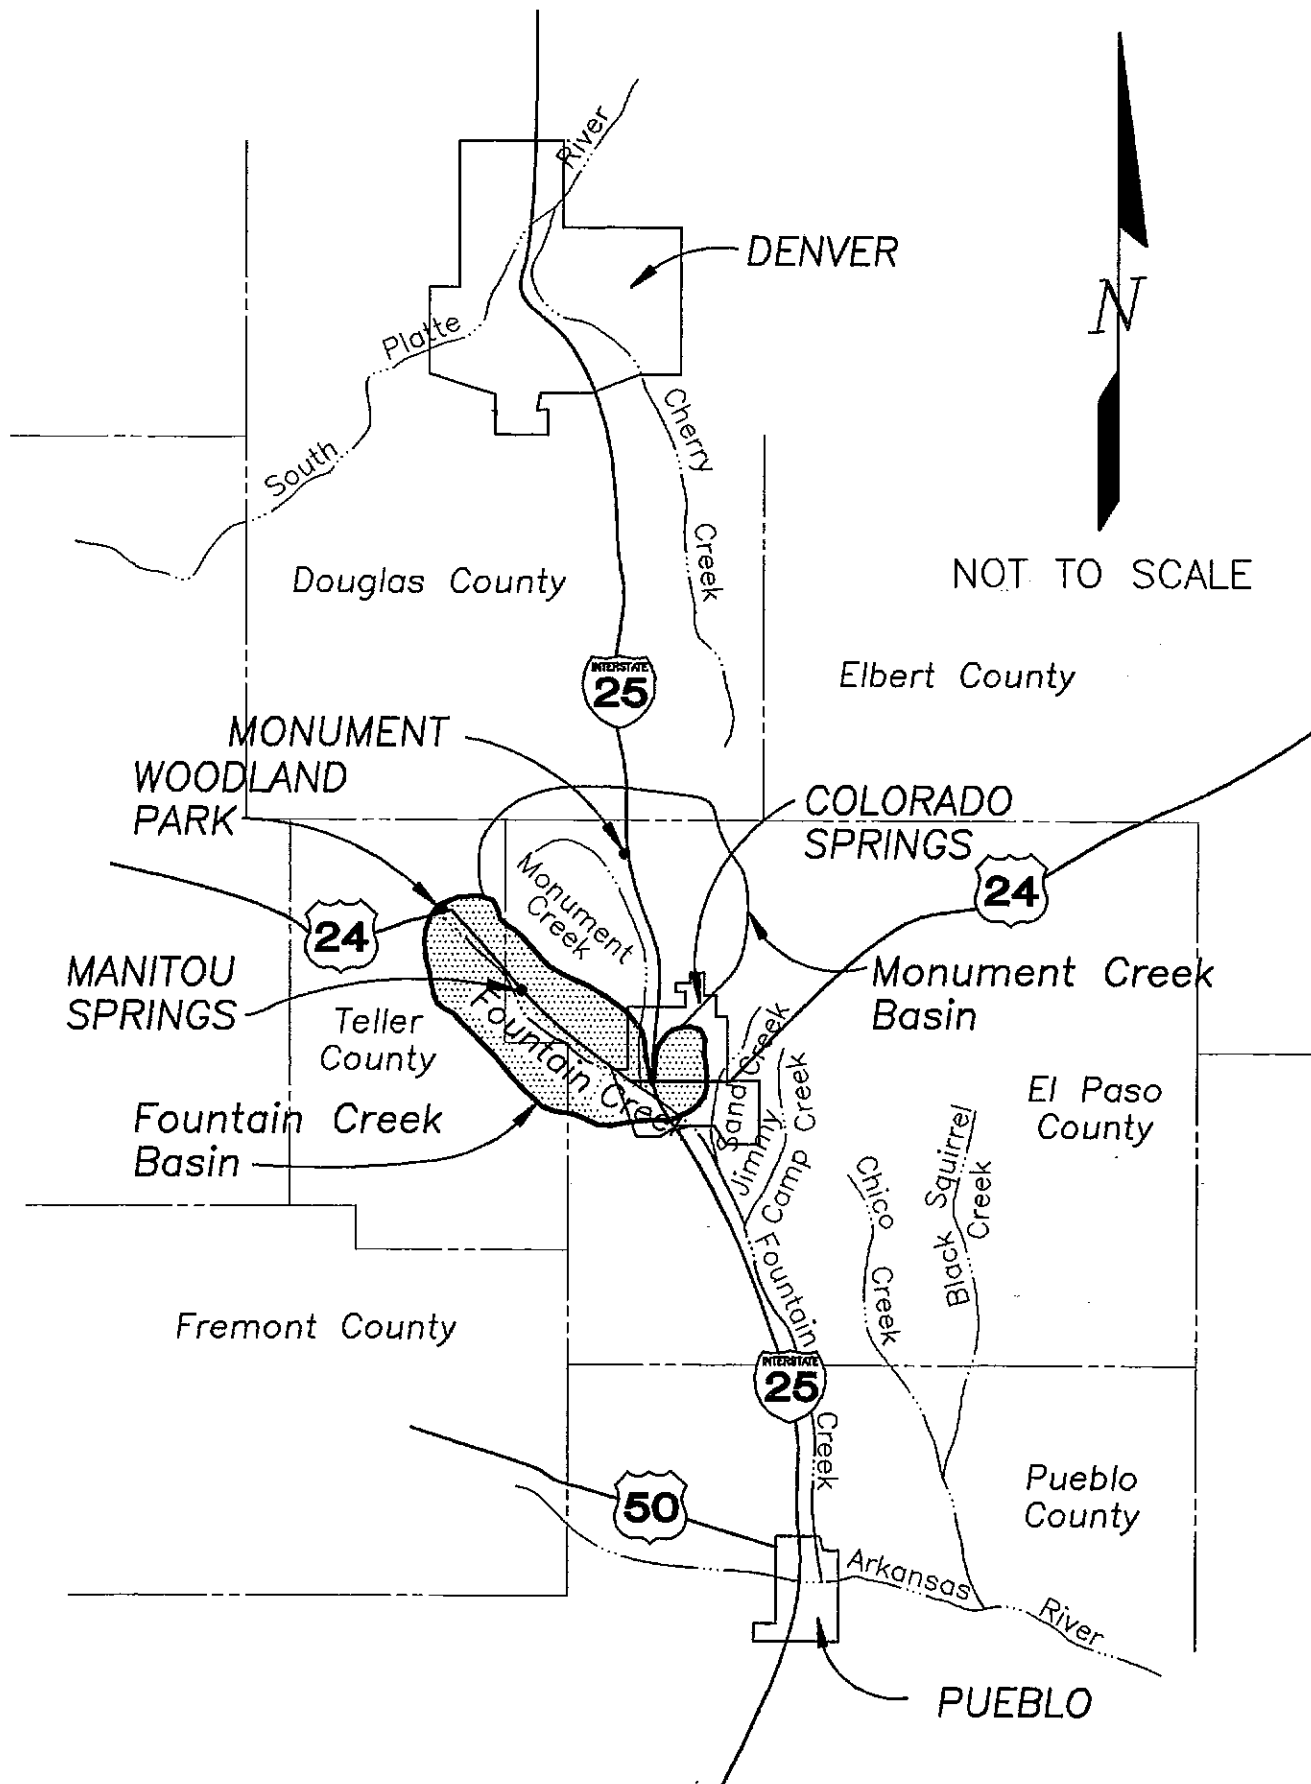 River
DENVER
Platte
N
South
Cherry
Creek
NOT TO SCALE
Douglas County
Elbert County
INTERSTATE
25
MONUMENT
WOODLAND
PARK
COLORADO
SPRINGS
24
Monument
Creek
24
MANITOU
SPRINGS
Monument Creek
Basin
Teller
County
Fountain Creek
Sand Creek
Jimmy
Camp Creek
El Paso
County
Fountain Creek
Basin
Chico
Creek
Black Squirrel
Creek
Fountain
Creek
Fremont County
INTERSTATE
25
50
Pueblo
County
Arkansas
River
PUEBLO